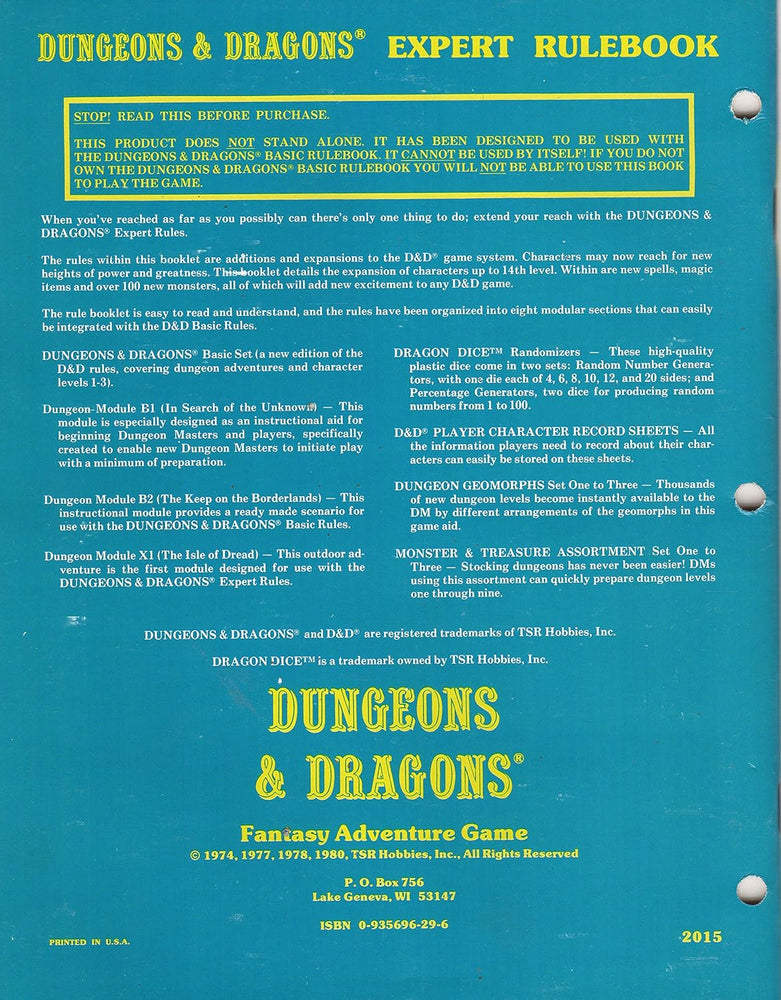 DUNGEONS & DRAGONS® EXPERT RULEBOOK
STOP! READ THIS BEFORE PURCHASE.
THIS PRODUCT DOES NOT STAND ALONE. IT HAS BEEN DESIGNED TO BE USED WITH
THE DUNGEONS & DRAGONS® BASIC RULEBOOK. IT CANNOT BE USED BY ITSELF! IF YOU DO NOT
OWN THE DUNGEONS & DRAGONS® BASIC RULEBOOK YOU WILL NOT BE ABLE TO USE THIS BOOK
TO PLAY THE GAME.
When you've reached as far as you possibly can there's only one thing to do; extend your reach with the DUNGEONS &
DRAGONS® Expert Rules.
The rules within this booklet are additions and expansions to the D&D® game system. Characters may now reach for new
heights of power and greatness. This booklet details the expansion of characters up to 14th level. Within are new spells, magic
items and over 100 new monsters, all of which will add new excitement to any D&D game.
The rule booklet is easy to read and understand, and the rules have been organized into eight modular sections that can easily
be integrated with the D&D Basic Rules.
DUNGEONS & DRAGONS® Basic Set (a new edition of the
D&D rules, covering dungeon adventures and character
levels 1-3).
Dungeon Module B1 (In Search of the Unknown) — This
module is especially designed as an instructional aid for
beginning Dungeon Masters and players, specifically
created to enable new Dungeon Masters to initiate play
with a minimum of preparation.
Dungeon Module B2 (The Keep on the Borderlands) — This
instructional module provides a ready made scenario for
use with the DUNGEONS & DRAGONS® Basic Rules.
Dungeon Module X1 (The Isle of Dread) — This outdoor ad-
venture is the first module designed for use with the
DUNGEONS & DRAGONS® Expert Rules.
DRAGON DICE™ Randomizers — These high-quality
plastic dice come in two sets: Random Number Genera-
tors, with one die each of 4, 6, 8, 10, 12, and 20 sides; and
Percentage Generators, two dice for producing random
numbers from 1 to 100.
D&D® PLAYER CHARACTER RECORD SHEETS — All
the information players need to record about their char-
acters can easily be stored on these sheets.
DUNGEON GEOMORPHS Set One to Three — Thousands
of new dungeon levels become instantly available to the
DM by different arrangements of the geomorphs in this
game aid.
MONSTER & TREASURE ASSORTMENT Set One to
Three — Stocking dungeons has never been easier! DMs
using this assortment can quickly prepare dungeon levels
one through nine.
DUNGEONS & DRAGONS® and D&D® are registered trademarks of TSR Hobbies, Inc.
DRAGON DICE™ is a trademark owned by TSR Hobbies, Inc.
DUNGEONS
& DRAGONS®
Fantasy Adventure Game
© 1974, 1977, 1978, 1980, TSR Hobbies, Inc., All Rights Reserved
P. O. Box 756
Lake Geneva, WI 53147
ISBN 0-935696-29-6
PRINTED IN U.S.A.
2015